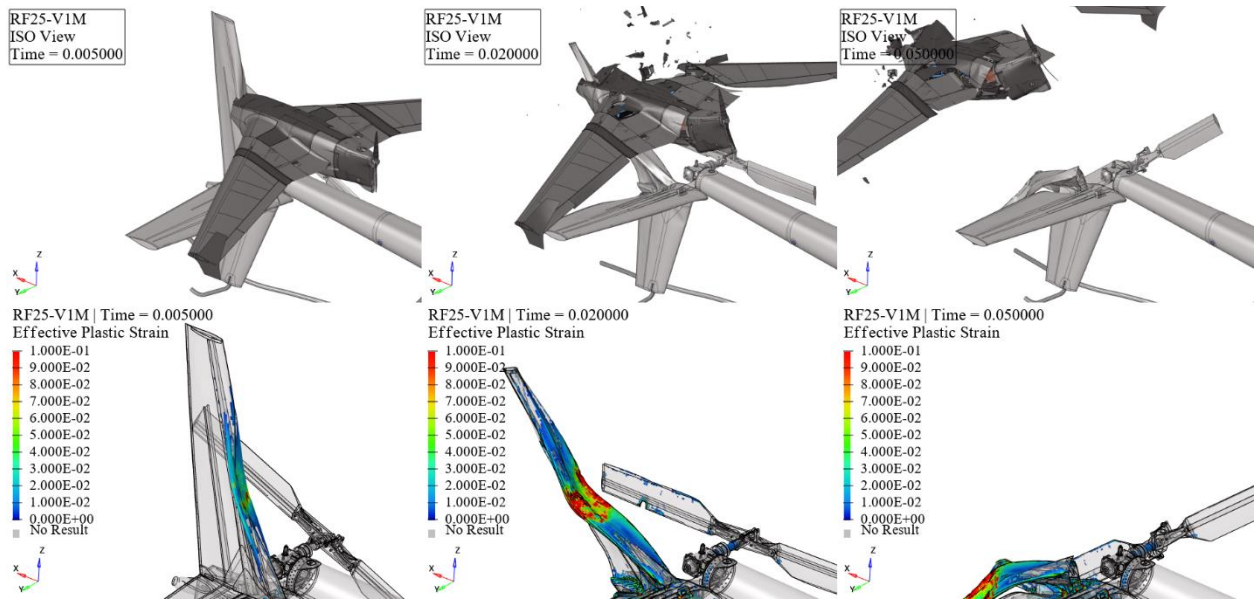 RF25-V1M
ISO View
Time = 0.005000
RF25-V1M
ISO View
Time = 0.020000
RF25-V1M
ISO View
Time = 0.050000
X
Y
Z
X
Y
Z
X
Y
Z
RF25-V1M | Time = 0.005000
Effective Plastic Strain
1.000E-01
9.000E-02
8.000E-02
7.000E-02
6.000E-02
5.000E-02
4.000E-02
3.000E-02
2.000E-02
1.000E-02
0.000E+00
No Result
X
Y
Z
RF25-V1M | Time = 0.020000
Effective Plastic Strain
1.000E-01
9.000E-02
8.000E-02
7.000E-02
6.000E-02
5.000E-02
4.000E-02
3.000E-02
2.000E-02
1.000E-02
0.000E+00
No Result
X
Y
Z
RF25-V1M | Time = 0.050000
Effective Plastic Strain
1.000E-01
9.000E-02
8.000E-02
7.000E-02
6.000E-02
5.000E-02
4.000E-02
3.000E-02
2.000E-02
1.000E-02
0.000E+00
No Result
X
Y
Z